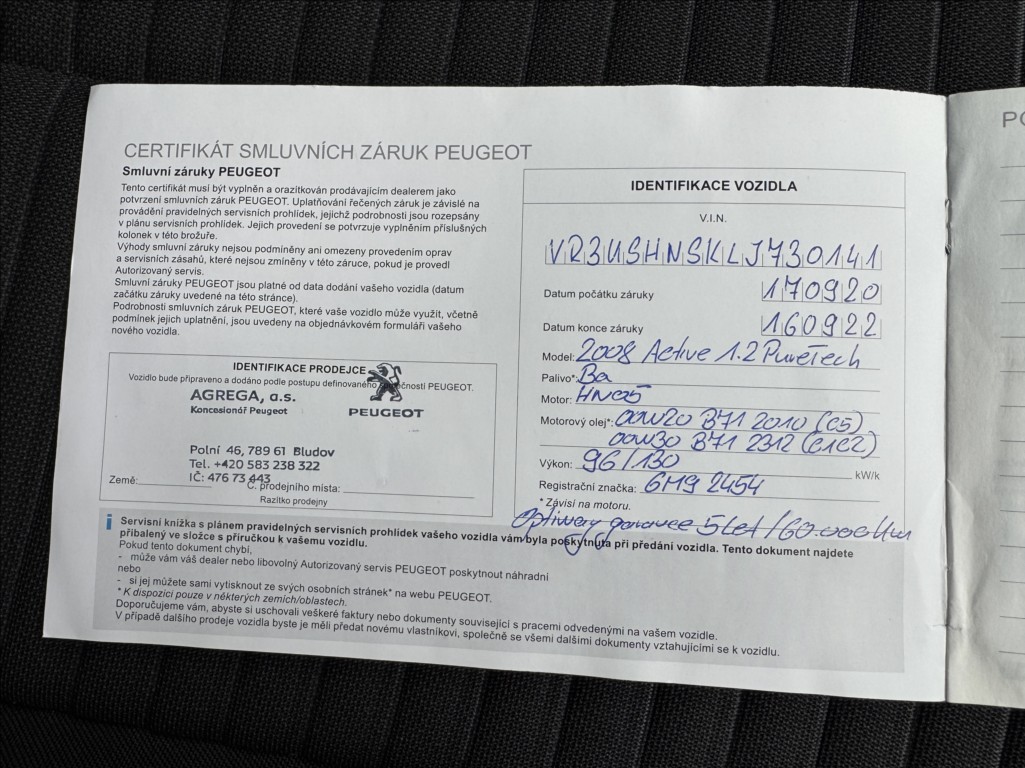 CERTIFIKÁT SMLUVNÍCH ZÁRUK PEUGEOT
Smluvní záruky PEUGEOT
Tento certifikát musí být vyplněn a orazítkován prodávajícím dealerem jako
potvrzení smluvních záruk PEUGEOT. Uplatňování řečených záruk je závislé na
provádění pravidelných servisních prohlídek, jejichž podrobnosti jsou rozepsány
v plánu servisních prohlídek. Jejich provedení se potvrzuje vyplněním příslušných
kolonek v této brožuře.
Výhody smluvní záruky nejsou podmíněny ani omezeny provedením oprav
a servisních zásahů, které nejsou zmíněny v této záruce, pokud je provedl
Autorizovaný servis.
Smluvní záruky PEUGEOT jsou platné od data dodání vašeho vozidla (datum
začátku záruky uvedené na této stránce).
Podrobnosti smluvních záruk PEUGEOT, které vaše vozidlo může využít, včetně
podmínek jejich uplatnění, jsou uvedeny na objednávkovém formuláři vašeho
nového vozidla.
IDENTIFIKACE PRODEJCE
Vozidlo bude připraveno a dodáno podle postupu definovaného společností PEUGEOT.
AGREGA, a.s.
Koncesionář Peugeot
PEUGEOT
Polní 46, 789 61 Bludov
Tel. +420 583 238 322
IČ: 476 73 443
Země: Č. prodejního místa:
Razítko prodejny
IDENTIFIKACE VOZIDLA
V.I.N.
VR3USHNSKLJ730141
Datum počátku záruky 170920
Datum konce záruky 160922
Model: 2008 Active 1.2 PureTech
Palivo*: Ba
Motor: HN05
Motorový olej*: 00W20 B71 2010 (C5)
00W30 B71 2312 (C1C2)
Výkon: 96/130 kW/k
Registrační značka: 6M9 2454
* Závisí na motoru.
Optiway garance 5let/60.000km
Servisní knížka s plánem pravidelných servisních prohlídek vašeho vozidla vám byla poskytnuta při předání vozidla. Tento dokument najdete
přibalený ve složce s příručkou k vašemu vozidlu.
Pokud tento dokument chybí,
- může vám váš dealer nebo libovolný Autorizovaný servis PEUGEOT poskytnout náhradní
nebo
- si jej můžete sami vytisknout ze svých osobních stránek* na webu PEUGEOT.
* K dispozici pouze v některých zemích/oblastech.
Doporučujeme vám, abyste si uschovali veškeré faktury nebo dokumenty související s pracemi odvedenými na vašem vozidle.
V případě dalšího prodeje vozidla byste je měli předat novému vlastníkovi, společně se všemi dalšími dokumenty vztahujícími se k vozidlu.